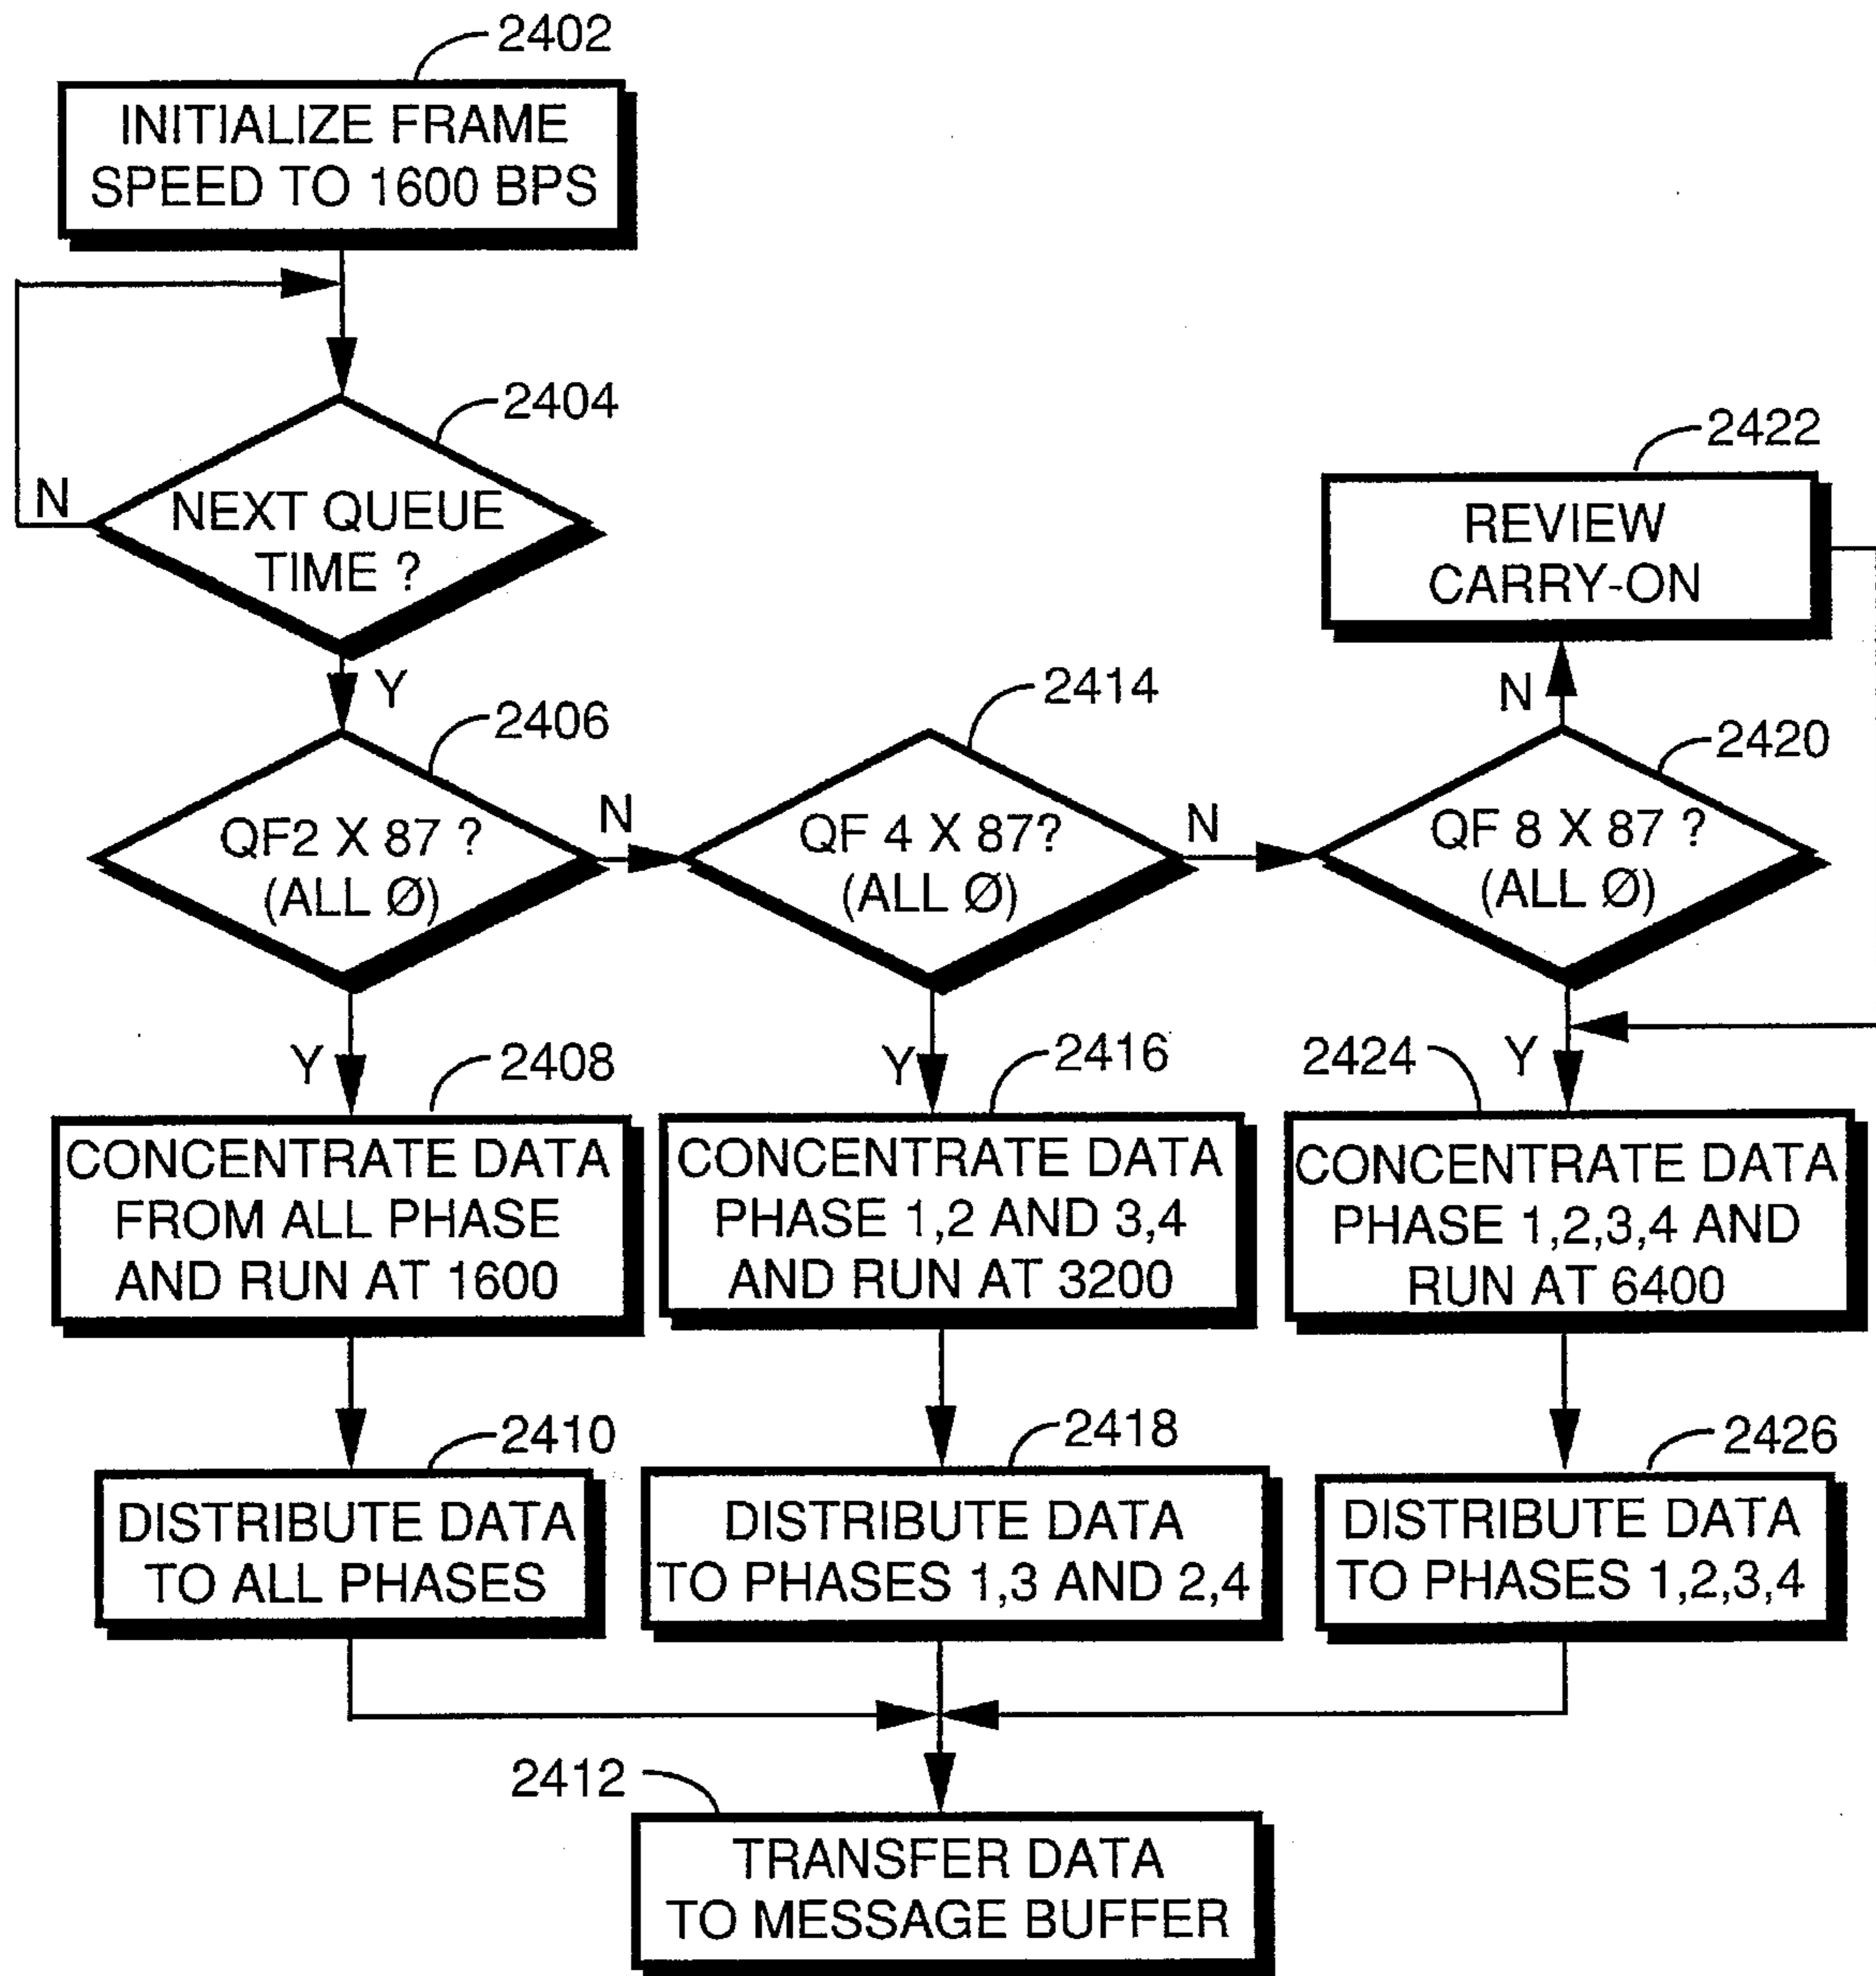 2402
INITIALIZE FRAME
SPEED TO 1600 BPS
2404
N
NEXT QUEUE
TIME ?
Y
2422
REVIEW
CARRY-ON
2406
QF2 X 87 ?
(ALL Ø)
N
2414
QF 4 X 87?
(ALL Ø)
N
N
2420
QF 8 X 87 ?
(ALL Ø)
Y
2408
CONCENTRATE DATA
FROM ALL PHASE
AND RUN AT 1600
Y
2416
CONCENTRATE DATA
PHASE 1,2 AND 3,4
AND RUN AT 3200
2424
Y
CONCENTRATE DATA
PHASE 1,2,3,4 AND
RUN AT 6400
2410
DISTRIBUTE DATA
TO ALL PHASES
2418
DISTRIBUTE DATA
TO PHASES 1,3 AND 2,4
2426
DISTRIBUTE DATA
TO PHASES 1,2,3,4
2412
TRANSFER DATA
TO MESSAGE BUFFER